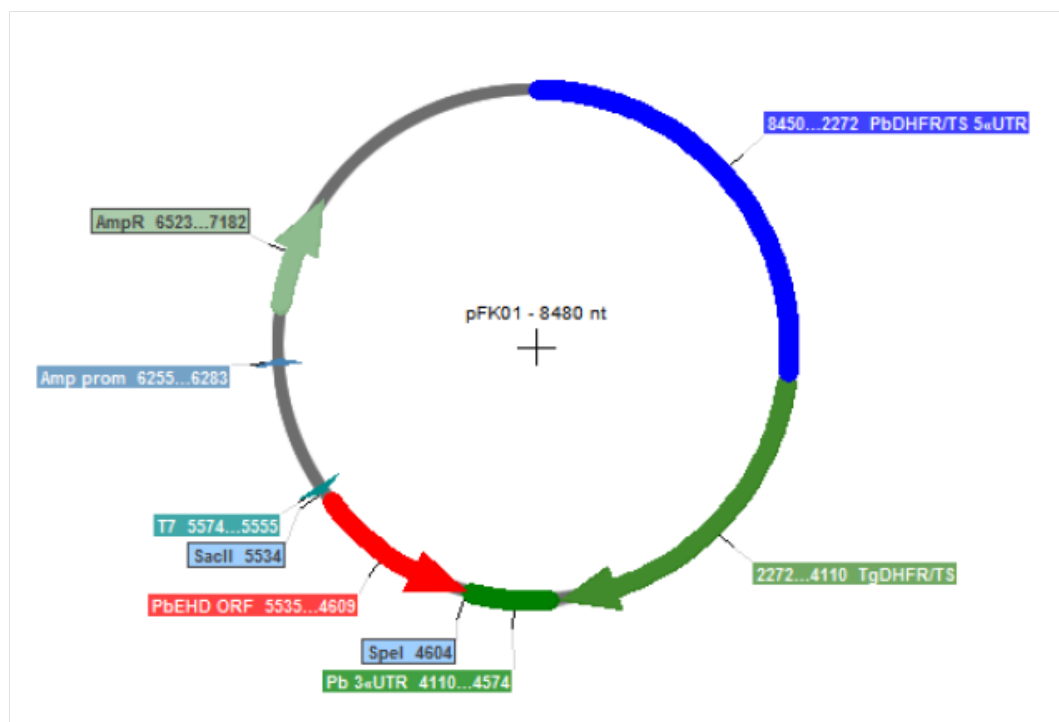 8450...2272 PbDHFR/TS 5«UTR
AmpR 6523...7182
pFK01 - 8480 nt
Amp prom 6255...6283
T7 5574...5555
SacII 5534
2272...4110 TgDHFR/TS
PbEHD ORF 5535...4609
SpeI 4604
Pb 3«UTR 4110...4574